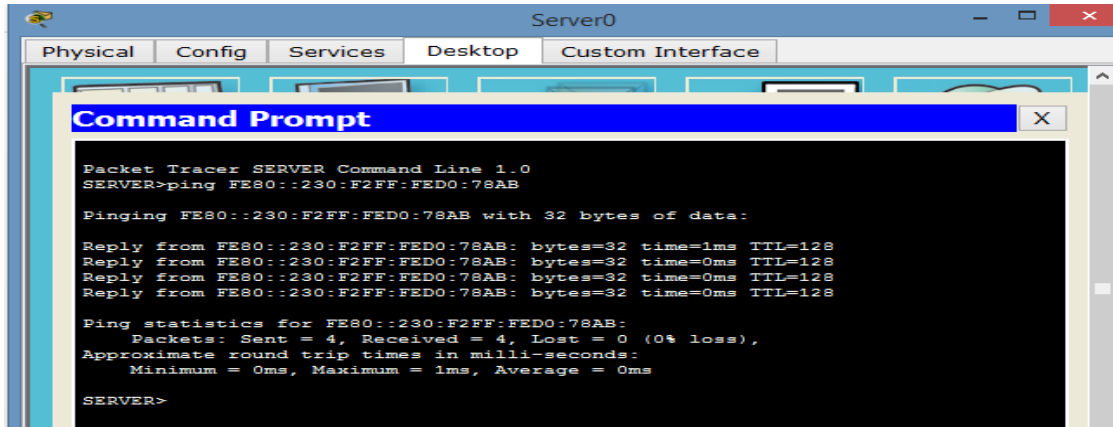 Server0
Physical Config Services Desktop Custom Interface
Command Prompt
X
Packet Tracer SERVER Command Line 1.0
SERVER>ping FE80::230:F2FF:FED0:78AB
Pinging FE80::230:F2FF:FED0:78AB with 32 bytes of data:
Reply from FE80::230:F2FF:FED0:78AB: bytes=32 time=1ms TTL=128
Reply from FE80::230:F2FF:FED0:78AB: bytes=32 time=0ms TTL=128
Reply from FE80::230:F2FF:FED0:78AB: bytes=32 time=0ms TTL=128
Reply from FE80::230:F2FF:FED0:78AB: bytes=32 time=0ms TTL=128
Ping statistics for FE80::230:F2FF:FED0:78AB:
Packets: Sent = 4, Received = 4, Lost = 0 (0% loss),
Approximate round trip times in milli-seconds:
Minimum = 0ms, Maximum = 1ms, Average = 0ms
SERVER>